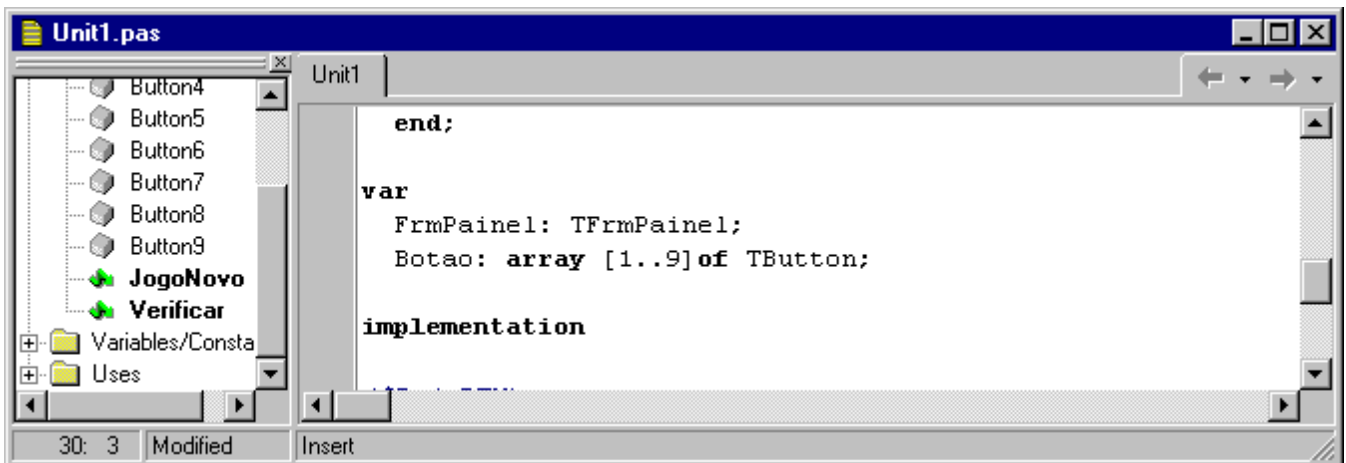 Unit1.pas
Button4
Button5
Button6
Button7
Button8
Button9
JogoNovo
Verificar
Variables/Consta
Uses
Unit1
end;
var
FrmPainel: TFrmPainel;
Botao: array [1..9]of TButton;
implementation
30: 3 Modified Insert